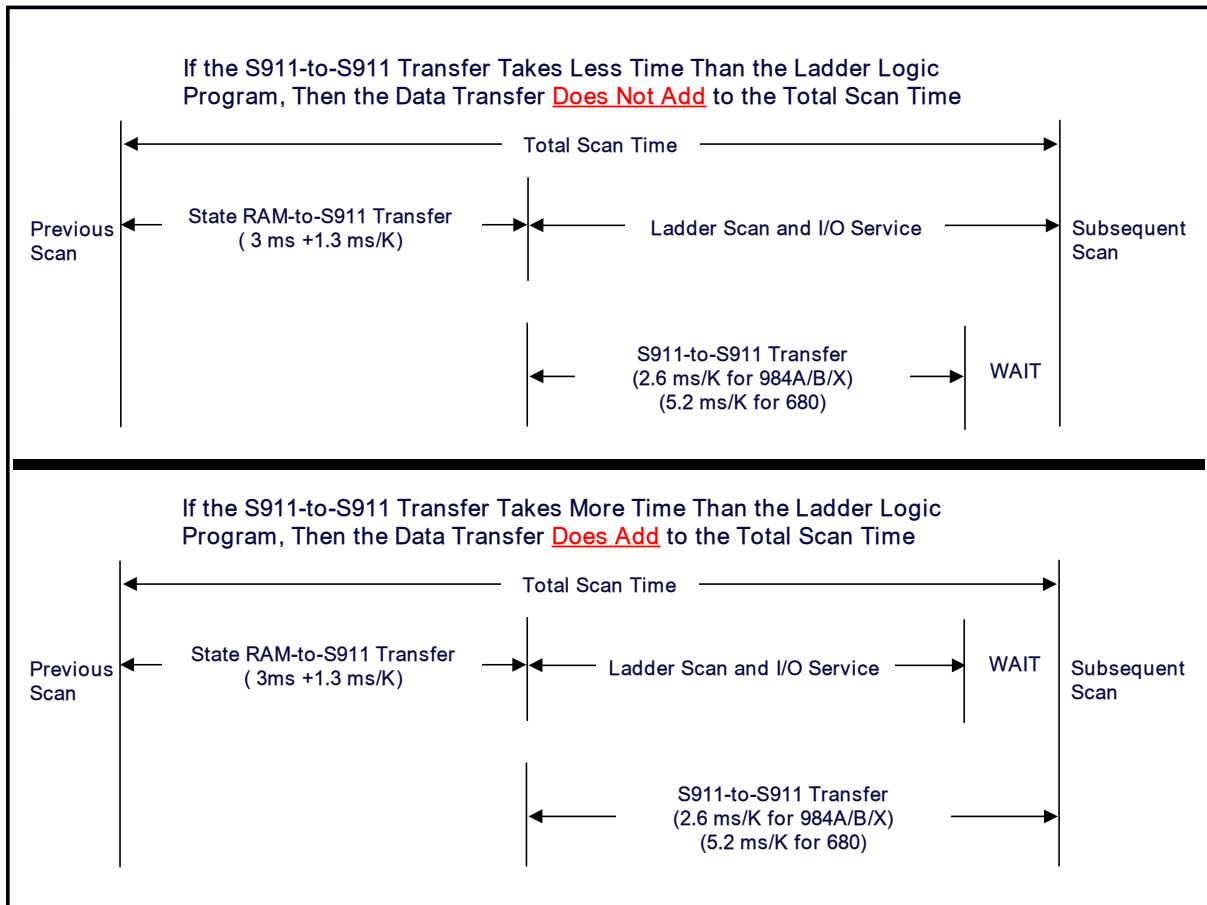 If the S911-to-S911 Transfer Takes Less Time Than the Ladder Logic
Program, Then the Data Transfer Does Not Add to the Total Scan Time
Total Scan Time
Previous
Scan
State RAM-to-S911 Transfer
( 3 ms +1.3 ms/K)
Ladder Scan and I/O Service
Subsequent
Scan
S911-to-S911 Transfer
(2.6 ms/K for 984A/B/X)
(5.2 ms/K for 680)
WAIT
If the S911-to-S911 Transfer Takes More Time Than the Ladder Logic
Program, Then the Data Transfer Does Add to the Total Scan Time
Total Scan Time
Previous
Scan
State RAM-to-S911 Transfer
( 3ms +1.3 ms/K)
Ladder Scan and I/O Service
WAIT
Subsequent
Scan
S911-to-S911 Transfer
(2.6 ms/K for 984A/B/X)
(5.2 ms/K for 680)